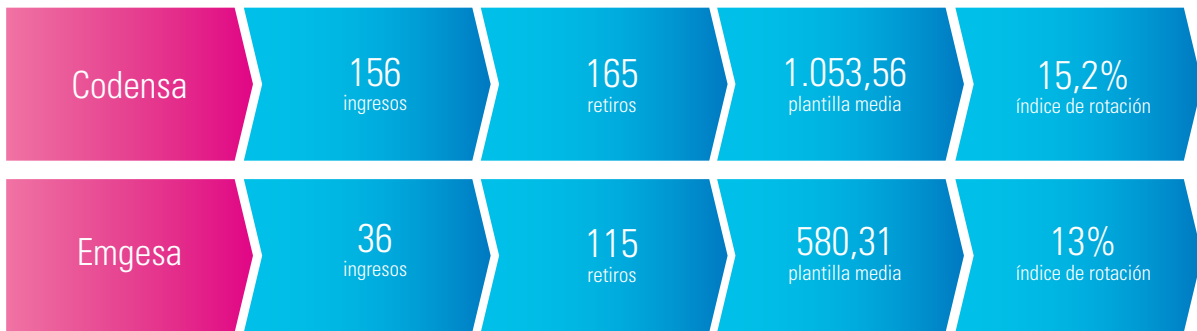 Codensa
156
ingresos
165
retiros
1.053,56
plantilla media
15,2%
índice de rotación
Emgesa
36
ingresos
115
retiros
580,31
plantilla media
13%
índice de rotación